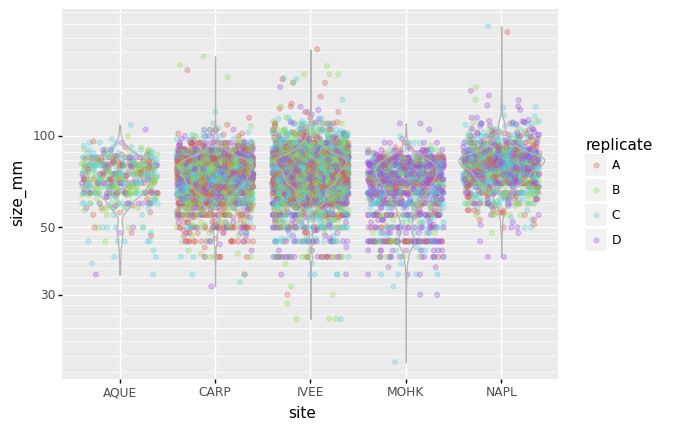 size_mm
100
50
30
AQUE CARP IVEE MOHK NAPL
site
replicate
A
B
C
D